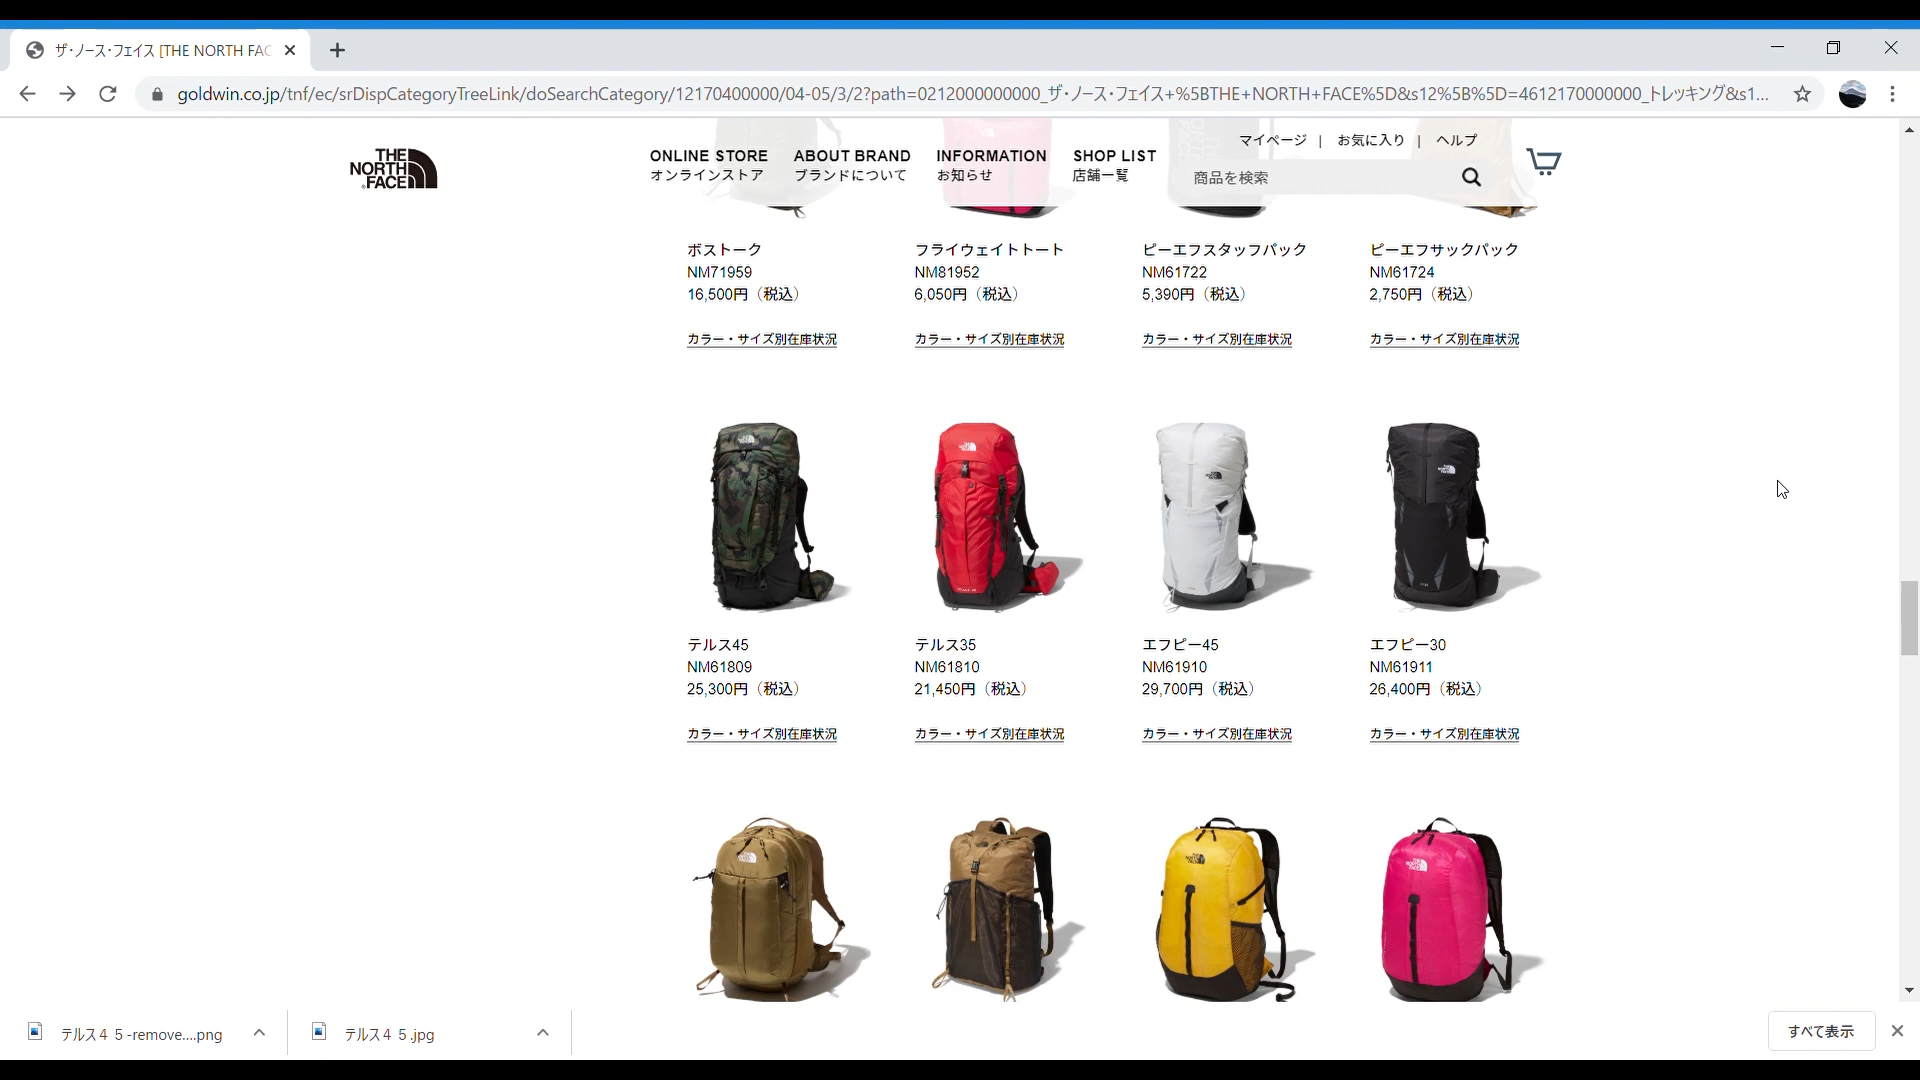 ザ・ノース・フェイス [THE NORTH FAC
goldwin.co.jp/tnf/ec/srDispCategoryTreeLink/doSearchCategory/12170400000/04-05/3/2?path=0212000000000_ザ・ノース・フェイス+%5BTHE+NORTH+FACE%5D&s12%5B%5D=4612170000000_トレッキング&s1...
マイページ | お気に入り | ヘルプ
THE NORTH FACE
ONLINE STORE ABOUT BRAND INFORMATION SHOP LIST
オンラインストア ブランドについて お知らせ 店舗一覧
商品を検索
ボストーク フライウェイトトート ピーエフスタッフパック ピーエフサックパック
NM71959 NM81952 NM61722 NM61724
16,500円（税込） 6,050円（税込） 5,390円（税込） 2,750円（税込）
カラー・サイズ別在庫状況 カラー・サイズ別在庫状況 カラー・サイズ別在庫状況 カラー・サイズ別在庫状況
テルス45 テルス35 エフピー45 エフピー30
NM61809 NM61810 NM61910 NM61911
25,300円（税込） 21,450円（税込） 29,700円（税込） 26,400円（税込）
カラー・サイズ別在庫状況 カラー・サイズ別在庫状況 カラー・サイズ別在庫状況 カラー・サイズ別在庫状況
テルス４５-remove....png テルス４５.jpg すべて表示